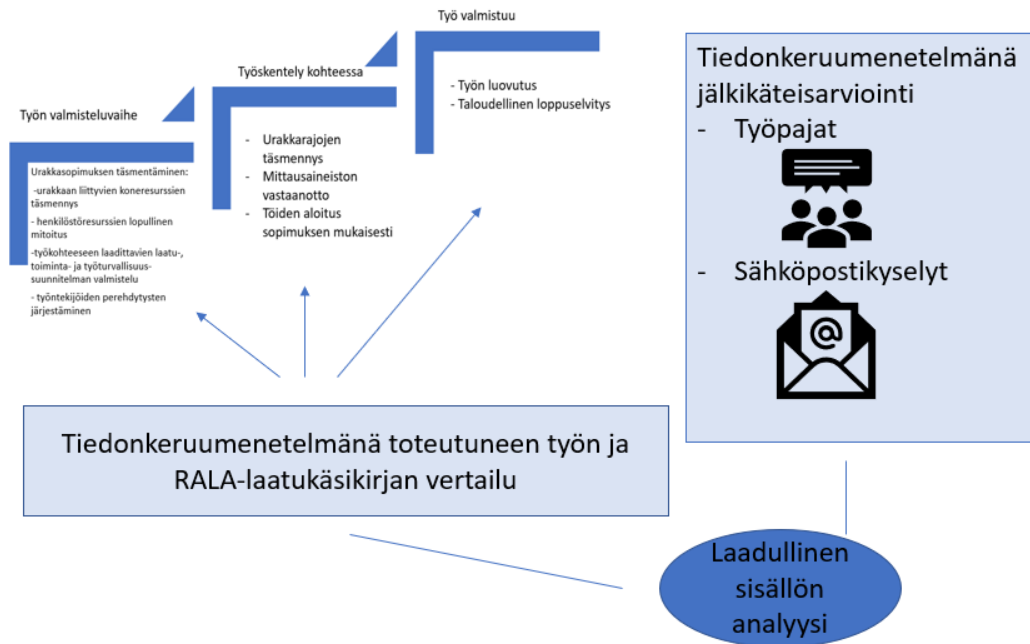 Työn valmisteluvaihe
Urakkasopimuksen täsmentäminen:
-urakkaan liittyvien koneresurssien
täsmennys
- henkilöstöresurssien lopullinen
mitoitus
-työkohteeseen laadittavien laatu-,
toiminta- ja työturvallisuus-
suunnitelman valmistelu
- työntekijöiden perehdytysten
järjestäminen
Työskentely kohteessa
- Urakkarajojen
täsmennys
- Mittausaineiston
vastaanotto
- Töiden aloitus
sopimuksen mukaisesti
Työ valmistuu
- Työn luovutus
- Taloudellinen loppuselvitys
Tiedonkeruumenetelmänä
jälkikäteisarviointi
- Työpajat
- Sähköpostikyselyt
@
Tiedonkeruumenetelmänä toteutuneen työn ja
RALA-laatukäsikirjan vertailu
Laadullinen
sisällön
analyysi